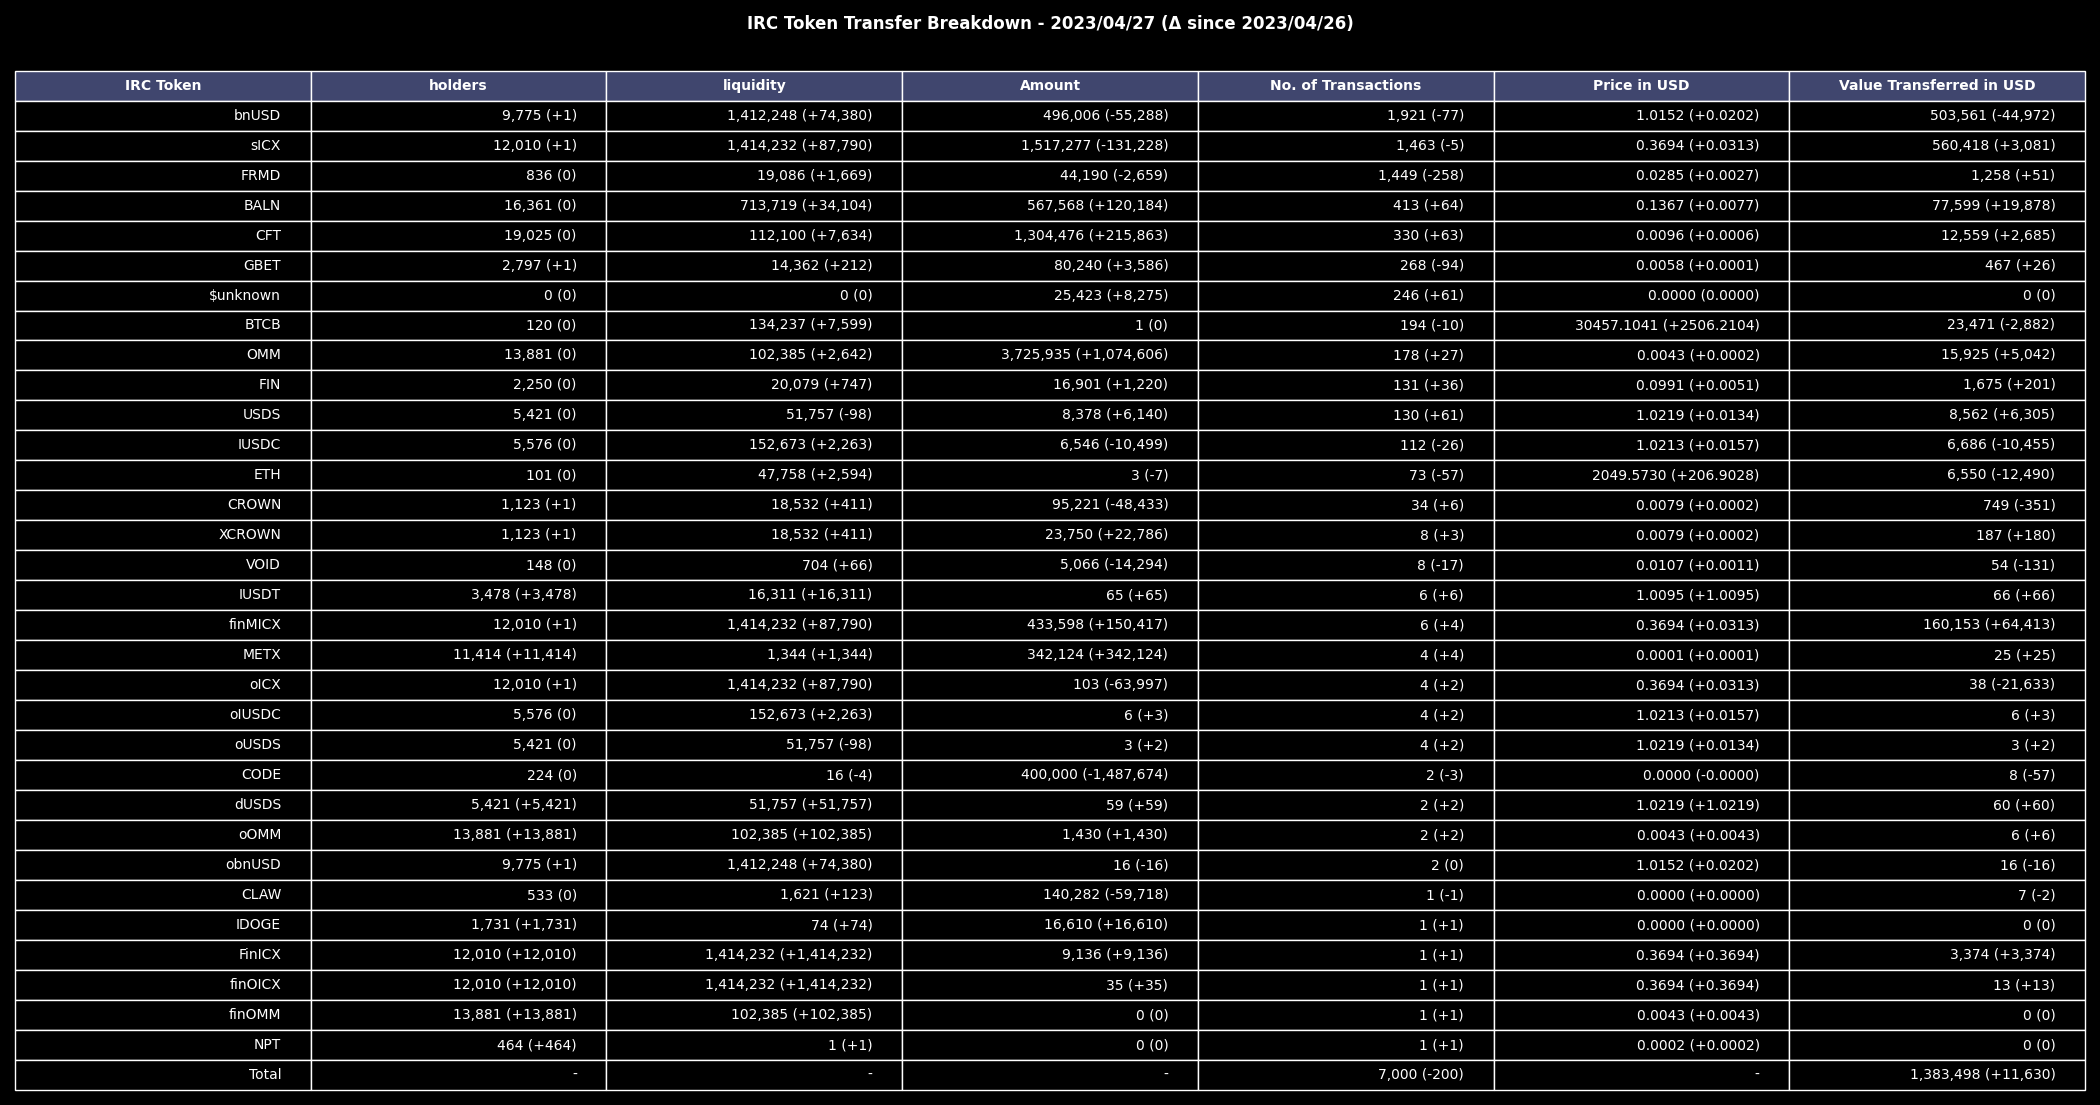 IRC Token Transfer Breakdown - 2023/04/27 (Δ since 2023/04/26)
IRC Token holders liquidity Amount No. of Transactions Price in USD Value Transferred in USD
bnUSD 9,775 (+1) 1,412,248 (+74,380) 496,006 (-55,288) 1,921 (-77) 1.0152 (+0.0202) 503,561 (-44,972)
sICX 12,010 (+1) 1,414,232 (+87,790) 1,517,277 (-131,228) 1,463 (-5) 0.3694 (+0.0313) 560,418 (+3,081)
FRMD 836 (0) 19,086 (+1,669) 44,190 (-2,659) 1,449 (-258) 0.0285 (+0.0027) 1,258 (+51)
BALN 16,361 (0) 713,719 (+34,104) 567,568 (+120,184) 413 (+64) 0.1367 (+0.0077) 77,599 (+19,878)
CFT 19,025 (0) 112,100 (+7,634) 1,304,476 (+215,863) 330 (+63) 0.0096 (+0.0006) 12,559 (+2,685)
GBET 2,797 (+1) 14,362 (+212) 80,240 (+3,586) 268 (-94) 0.0058 (+0.0001) 467 (+26)
$unknown 0 (0) 0 (0) 25,423 (+8,275) 246 (+61) 0.0000 (0.0000) 0 (0)
BTCB 120 (0) 134,237 (+7,599) 1 (0) 194 (-10) 30457.1041 (+2506.2104) 23,471 (-2,882)
OMM 13,881 (0) 102,385 (+2,642) 3,725,935 (+1,074,606) 178 (+27) 0.0043 (+0.0002) 15,925 (+5,042)
FIN 2,250 (0) 20,079 (+747) 16,901 (+1,220) 131 (+36) 0.0991 (+0.0051) 1,675 (+201)
USDS 5,421 (0) 51,757 (-98) 8,378 (+6,140) 130 (+61) 1.0219 (+0.0134) 8,562 (+6,305)
IUSDC 5,576 (0) 152,673 (+2,263) 6,546 (-10,499) 112 (-26) 1.0213 (+0.0157) 6,686 (-10,455)
ETH 101 (0) 47,758 (+2,594) 3 (-7) 73 (-57) 2049.5730 (+206.9028) 6,550 (-12,490)
CROWN 1,123 (+1) 18,532 (+411) 95,221 (-48,433) 34 (+6) 0.0079 (+0.0002) 749 (-351)
XCROWN 1,123 (+1) 18,532 (+411) 23,750 (+22,786) 8 (+3) 0.0079 (+0.0002) 187 (+180)
VOID 148 (0) 704 (+66) 5,066 (-14,294) 8 (-17) 0.0107 (+0.0011) 54 (-131)
IUSDT 3,478 (+3,478) 16,311 (+16,311) 65 (+65) 6 (+6) 1.0095 (+1.0095) 66 (+66)
finMICX 12,010 (+1) 1,414,232 (+87,790) 433,598 (+150,417) 6 (+4) 0.3694 (+0.0313) 160,153 (+64,413)
METX 11,414 (+11,414) 1,344 (+1,344) 342,124 (+342,124) 4 (+4) 0.0001 (+0.0001) 25 (+25)
oICX 12,010 (+1) 1,414,232 (+87,790) 103 (-63,997) 4 (+2) 0.3694 (+0.0313) 38 (-21,633)
oIUSDC 5,576 (0) 152,673 (+2,263) 6 (+3) 4 (+2) 1.0213 (+0.0157) 6 (+3)
oUSDS 5,421 (0) 51,757 (-98) 3 (+2) 4 (+2) 1.0219 (+0.0134) 3 (+2)
CODE 224 (0) 16 (-4) 400,000 (-1,487,674) 2 (-3) 0.0000 (-0.0000) 8 (-57)
dUSDS 5,421 (+5,421) 51,757 (+51,757) 59 (+59) 2 (+2) 1.0219 (+1.0219) 60 (+60)
oOMM 13,881 (+13,881) 102,385 (+102,385) 1,430 (+1,430) 2 (+2) 0.0043 (+0.0043) 6 (+6)
obnUSD 9,775 (+1) 1,412,248 (+74,380) 16 (-16) 2 (0) 1.0152 (+0.0202) 16 (-16)
CLAW 533 (0) 1,621 (+123) 140,282 (-59,718) 1 (-1) 0.0000 (+0.0000) 7 (-2)
IDOGE 1,731 (+1,731) 74 (+74) 16,610 (+16,610) 1 (+1) 0.0000 (+0.0000) 0 (0)
FinICX 12,010 (+12,010) 1,414,232 (+1,414,232) 9,136 (+9,136) 1 (+1) 0.3694 (+0.3694) 3,374 (+3,374)
finOICX 12,010 (+12,010) 1,414,232 (+1,414,232) 35 (+35) 1 (+1) 0.3694 (+0.3694) 13 (+13)
finOMM 13,881 (+13,881) 102,385 (+102,385) 0 (0) 1 (+1) 0.0043 (+0.0043) 0 (0)
NPT 464 (+464) 1 (+1) 0 (0) 1 (+1) 0.0002 (+0.0002) 0 (0)
Total - - - 7,000 (-200) - 1,383,498 (+11,630)